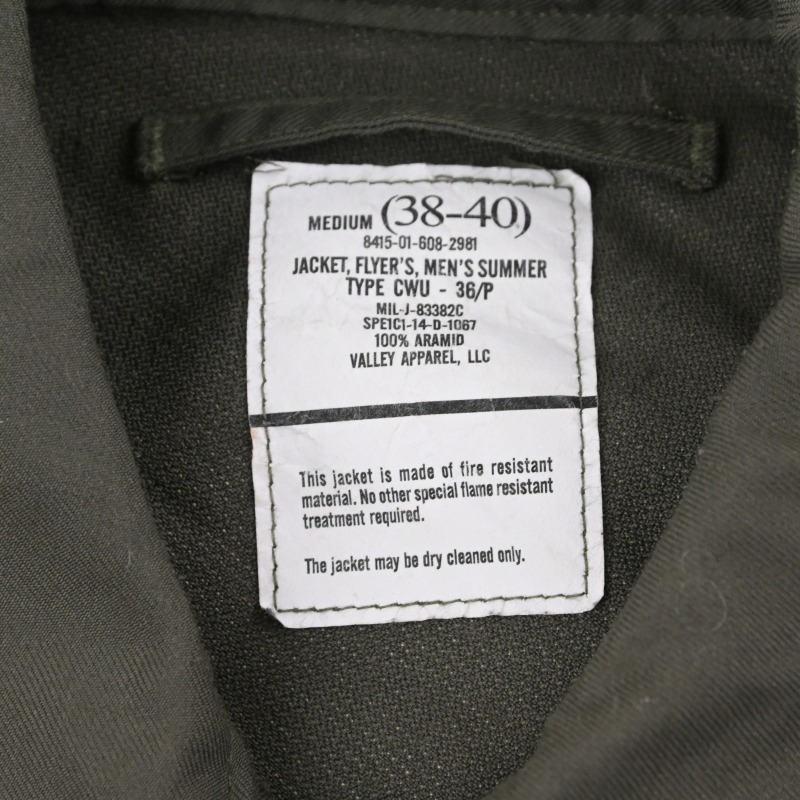 MEDIUM (38-40)
8415-01-608-2981
JACKET, FLYER'S, MEN'S SUMMER
TYPE CWU - 36/P
MIL-J-83382C
SPE1C1-14-D-1067
100% ARAMID
VALLEY APPAREL, LLC
This jacket is made of fire resistant
material. No other special flame resistant
treatment required.
The jacket may be dry cleaned only.